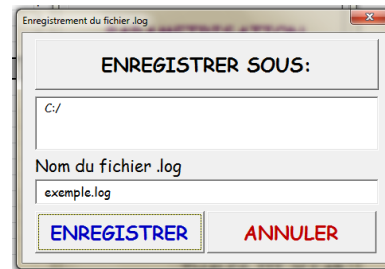 Enregistrement du fichier .log
x
ENREGISTRER SOUS:
C:/
Nom du fichier .log
exemple.log
ENREGISTRER
ANNULER